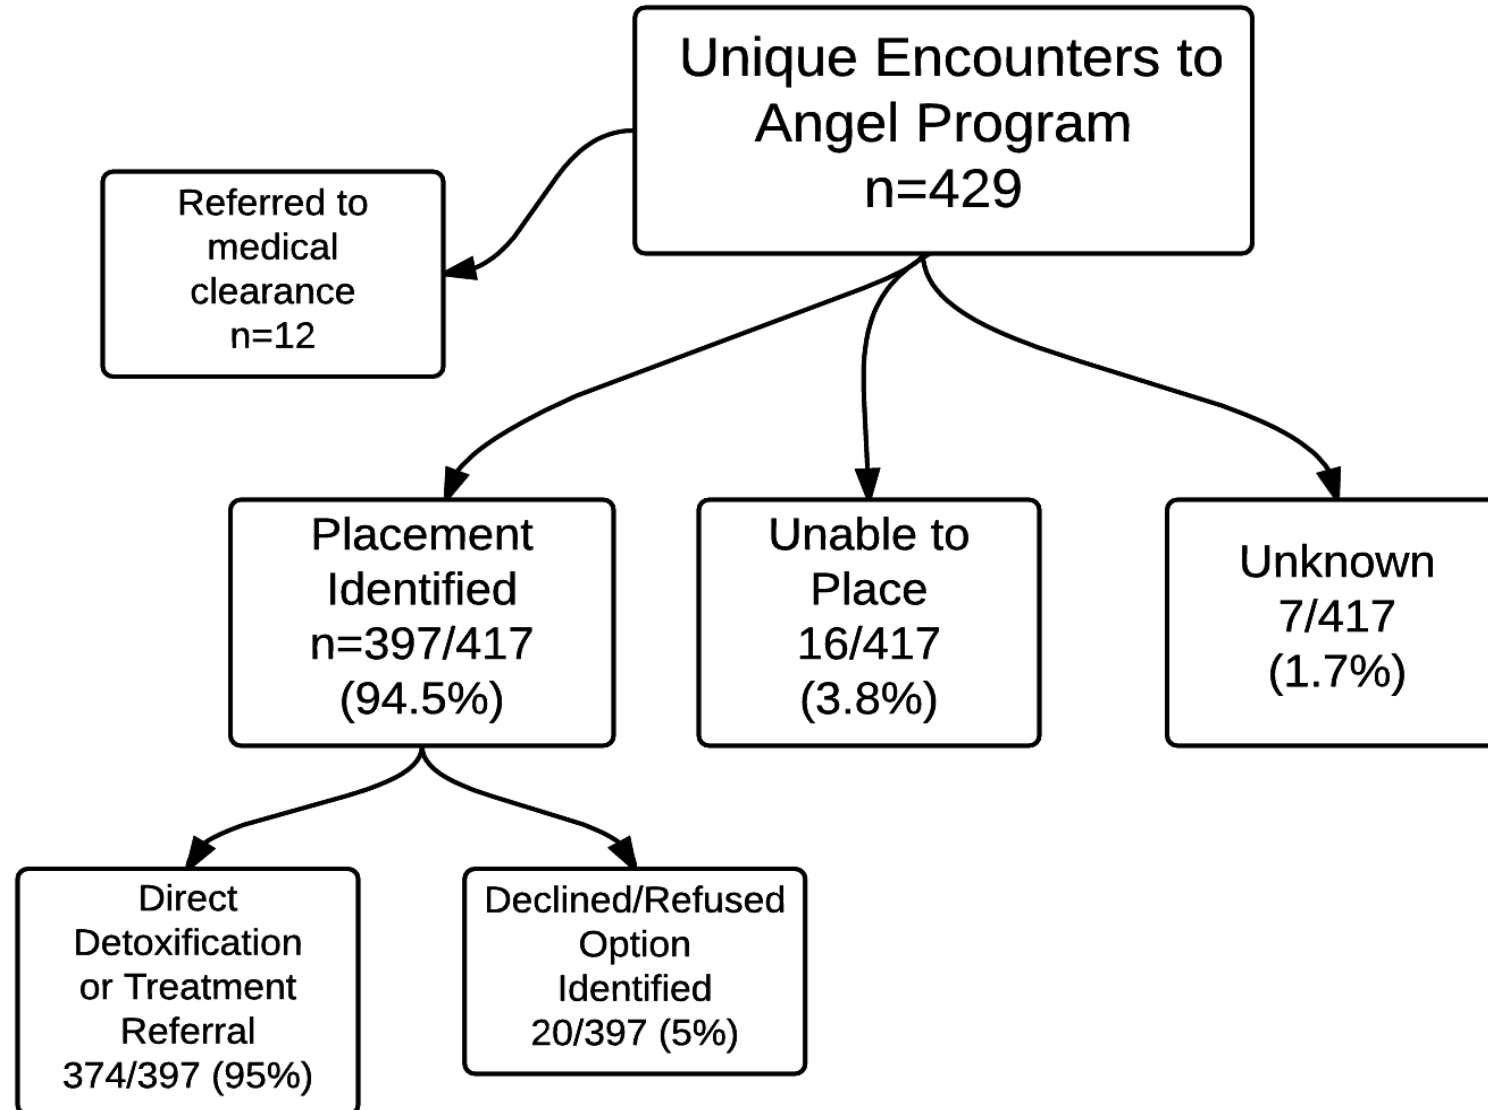 Unique Encounters to
Angel Program
n=429
Referred to
medical
clearance
n=12
Placement
Identified
n=397/417
(94.5%)
Unable to
Place
16/417
(3.8%)
Unknown
7/417
(1.7%)
Direct
Detoxification
or Treatment
Referral
374/397 (95%)
Declined/Refused
Option
Identified
20/397 (5%)